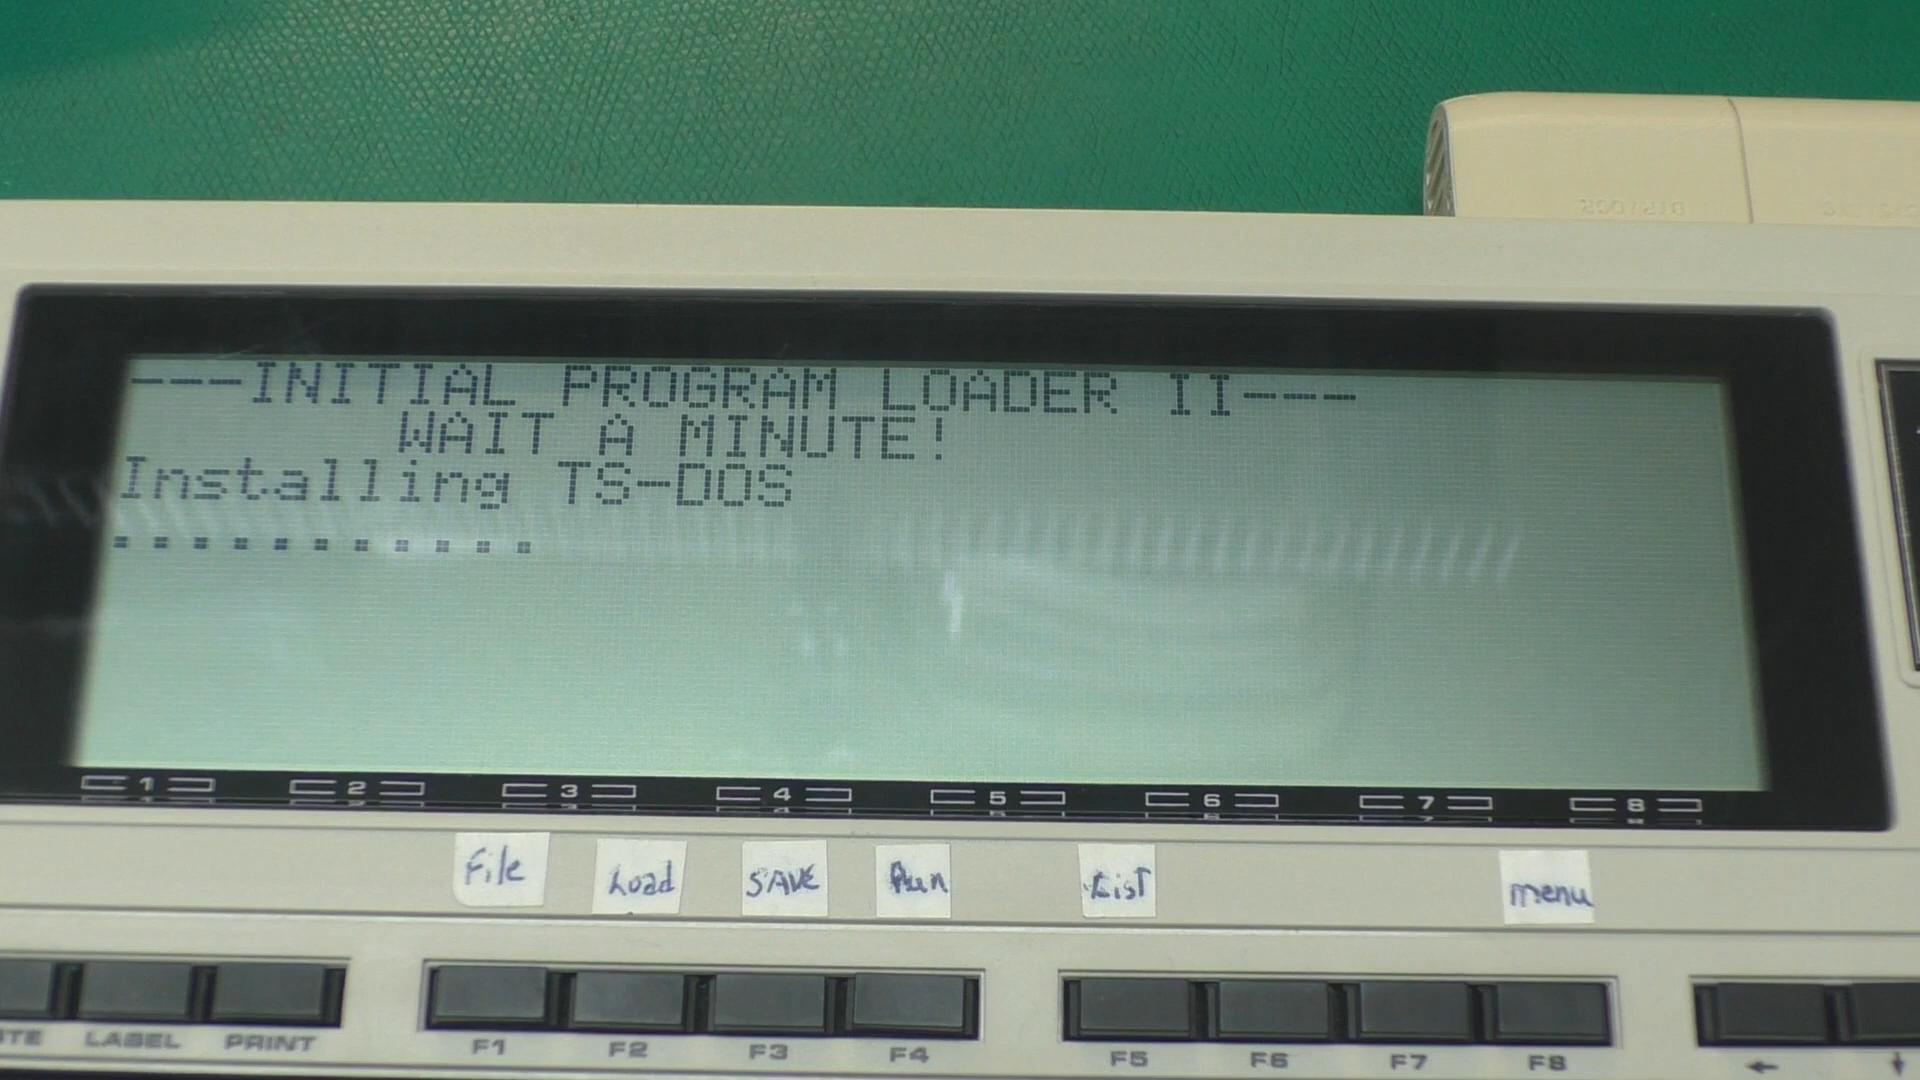 ---INITIAL PROGRAM LOADER II---
WAIT A MINUTE!
Installing TS-DOS
...........
1 2 3 4 5 6 7 8
File Load SAVE Run List menu
LABEL PRINT F1 F2 F3 F4 F5 F6 F7 F8 ← ↓